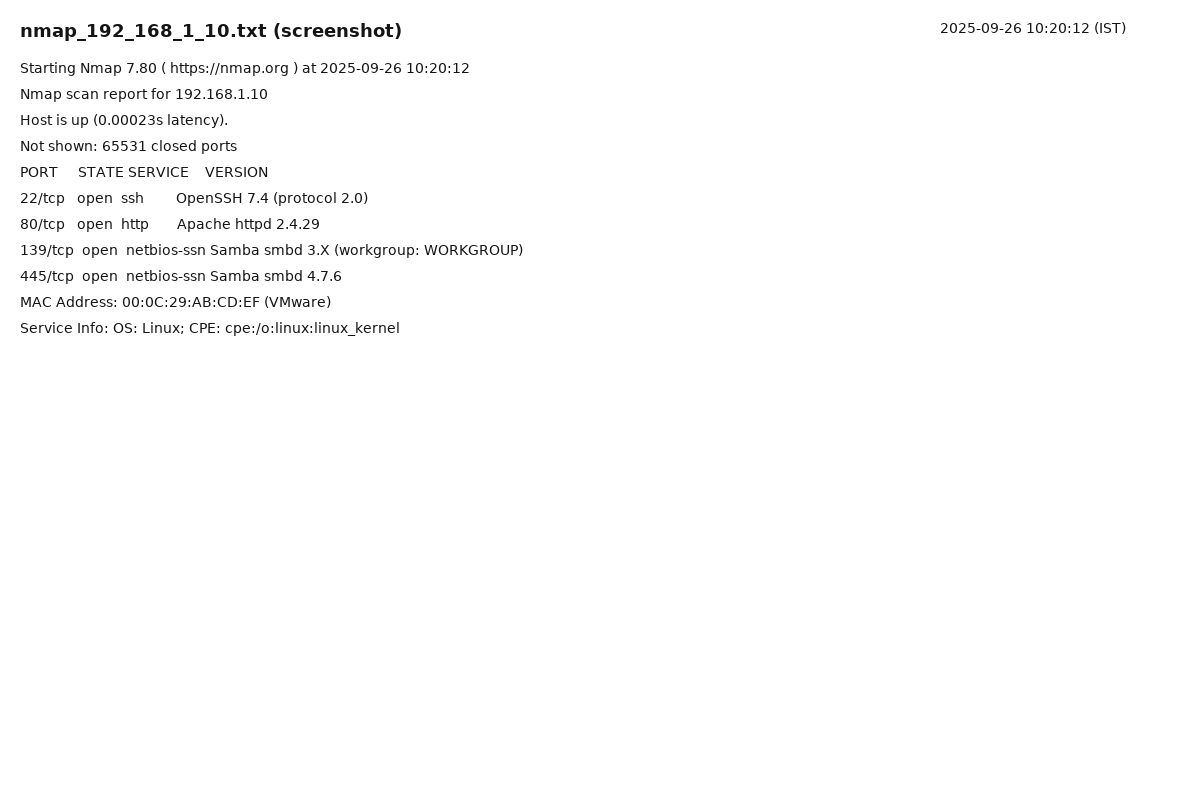 nmap_192_168_1_10.txt (screenshot)
2025-09-26 10:20:12 (IST)
Starting Nmap 7.80 ( https://nmap.org ) at 2025-09-26 10:20:12
Nmap scan report for 192.168.1.10
Host is up (0.00023s latency).
Not shown: 65531 closed ports
PORT     STATE SERVICE    VERSION
22/tcp   open  ssh        OpenSSH 7.4 (protocol 2.0)
80/tcp   open  http       Apache httpd 2.4.29
139/tcp  open  netbios-ssn Samba smbd 3.X (workgroup: WORKGROUP)
445/tcp  open  netbios-ssn Samba smbd 4.7.6
MAC Address: 00:0C:29:AB:CD:EF (VMware)
Service Info: OS: Linux; CPE: cpe:/o:linux:linux_kernel